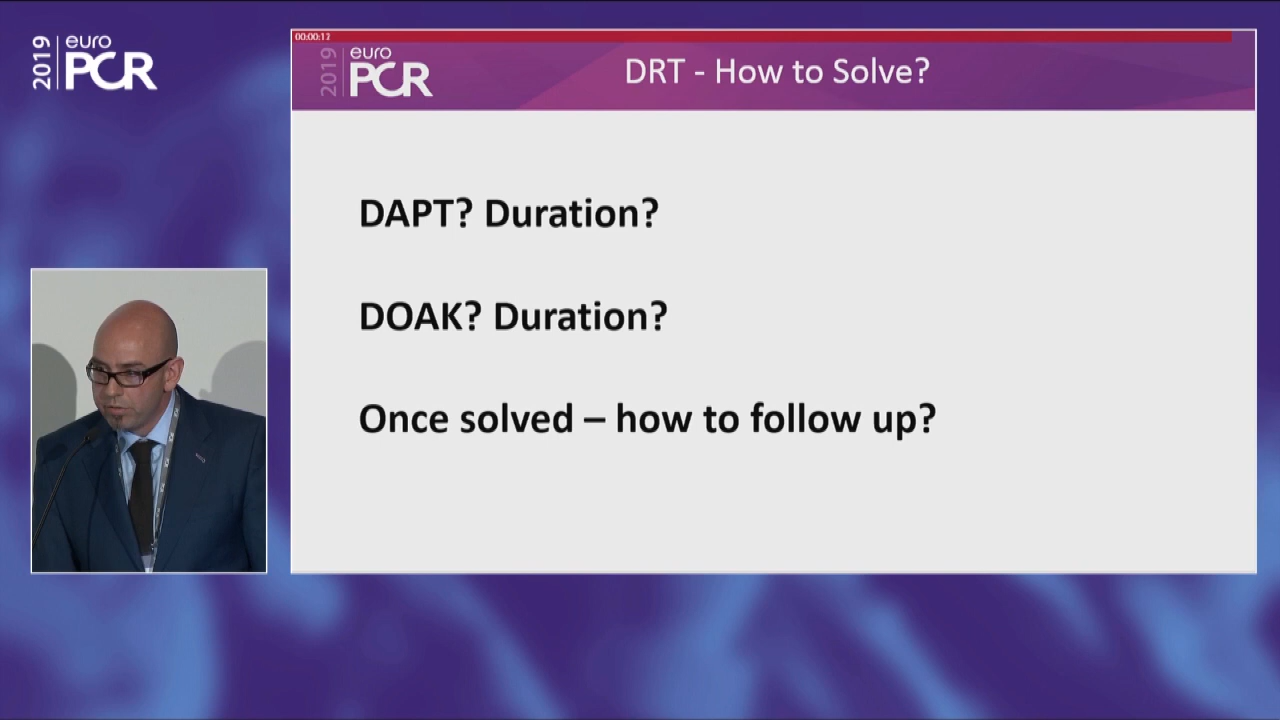 2019
euro
PCR
00:00:12
2019
euro
PCR
DRT - How to Solve?
DAPT? Duration?
DOAK? Duration?
Once solved – how to follow up?